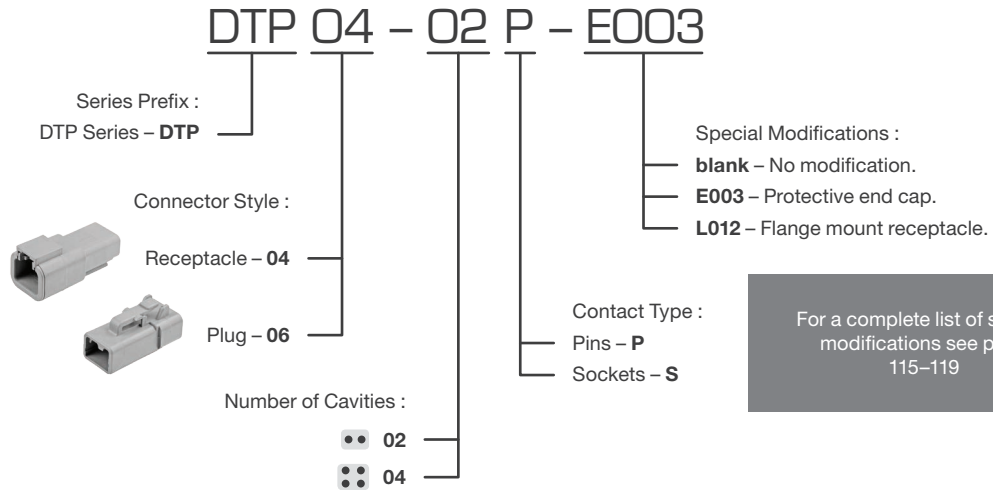 DTP 04 – 02 P – E003
Series Prefix :
DTP Series – DTP
Connector Style :
Receptacle – 04
Plug – 06
Number of Cavities :
02
04
Contact Type :
Pins – P
Sockets – S
Special Modifications :
blank – No modification.
E003 – Protective end cap.
L012 – Flange mount receptacle.
For a complete list of
modifications see
115–119